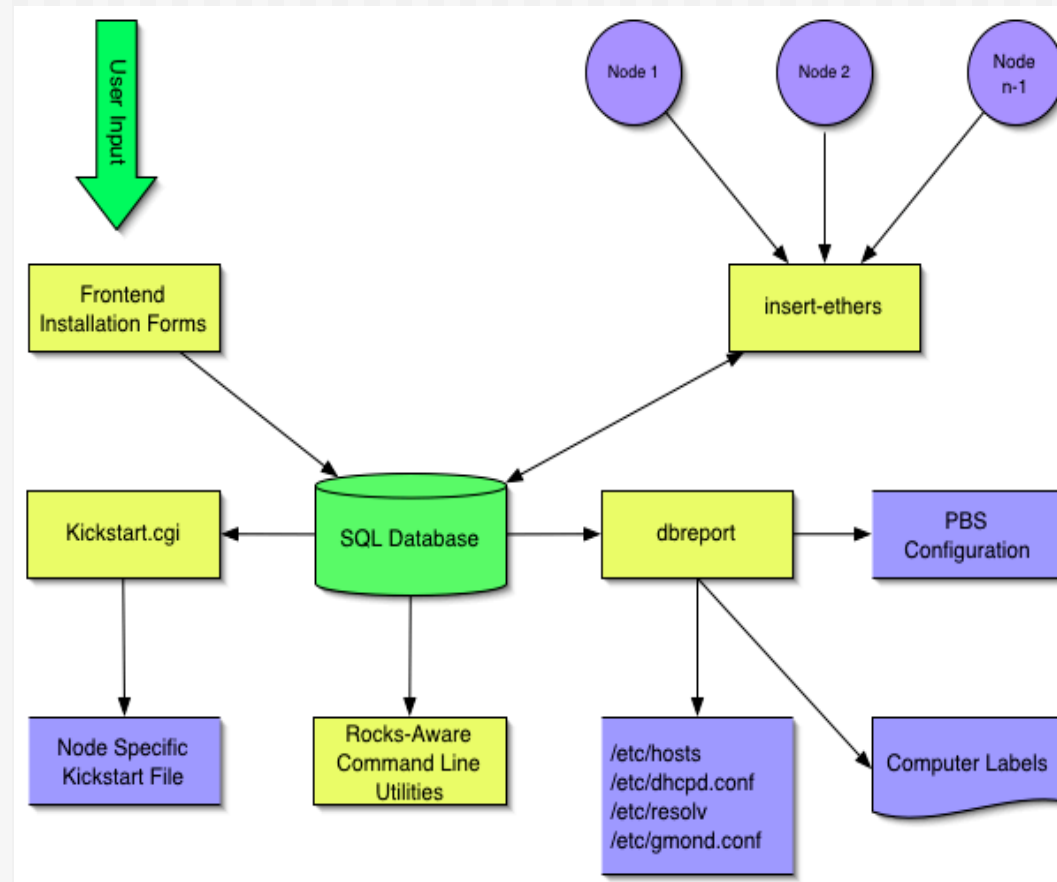 User Input
Node 1
Node 2
Node
n-1
Frontend
Installation Forms
insert-ethers
Kickstart.cgi
SQL Database
dbreport
PBS
Configuration
Node Specific
Kickstart File
Rocks-Aware
Command Line
Utilities
/etc/hosts
/etc/dhcpd.conf
/etc/resolv
/etc/gmond.conf
Computer Labels